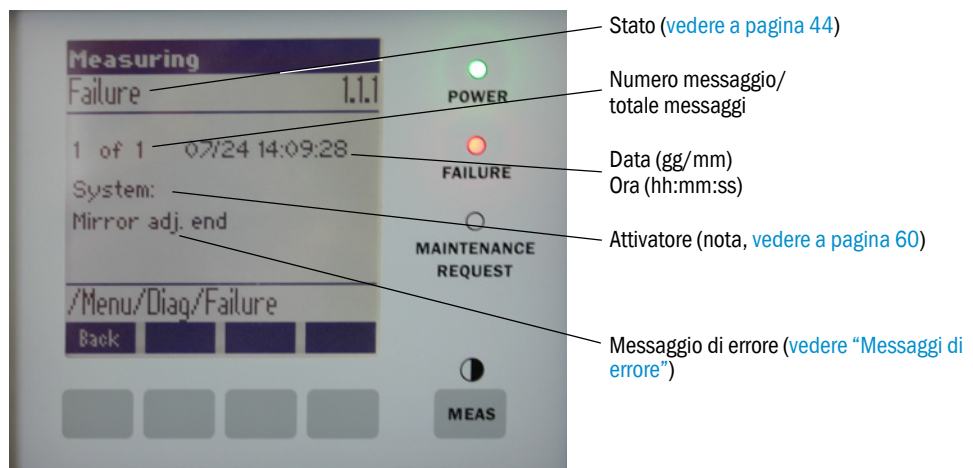 Measuring
Failure 1.1.1
1 of 1 07/24 14:09:28
System:
Mirror adj. end
/Menu/Diag/Failure
Back
POWER
FAILURE
MAINTENANCE
REQUEST
MEAS
Stato (vedere a pagina 44)
Numero messaggio/
totale messaggi
Data (gg/mm)
Ora (hh:mm:ss)
Attivatore (nota, vedere a pagina 60)
Messaggio di errore (vedere “Messaggi di
errore”)